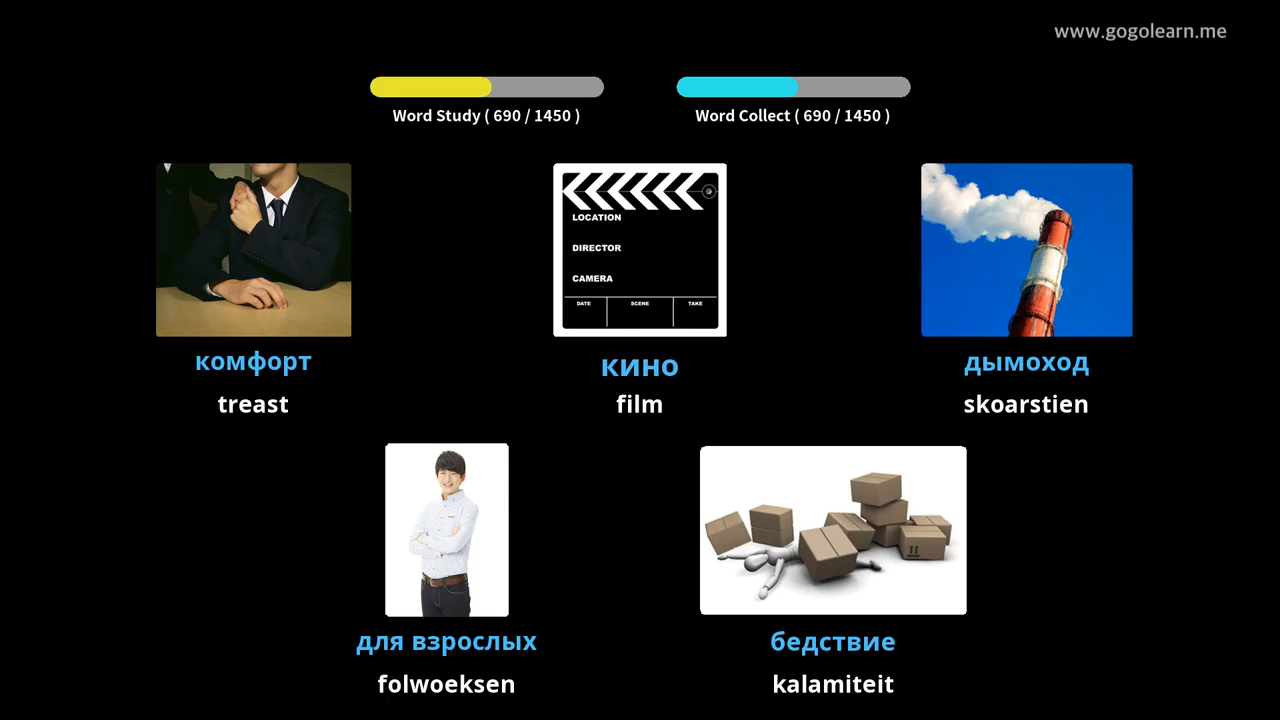 www.gogolearn.me
Word Study ( 690 / 1450 )
Word Collect ( 690 / 1450 )
LOCATION
DIRECTOR
CAMERA
DATE SCENE TAKE
комфорт
кино
дымоход
treast
film
skoarstien
для взрослых
бедствие
folwoeksen
kalamiteit